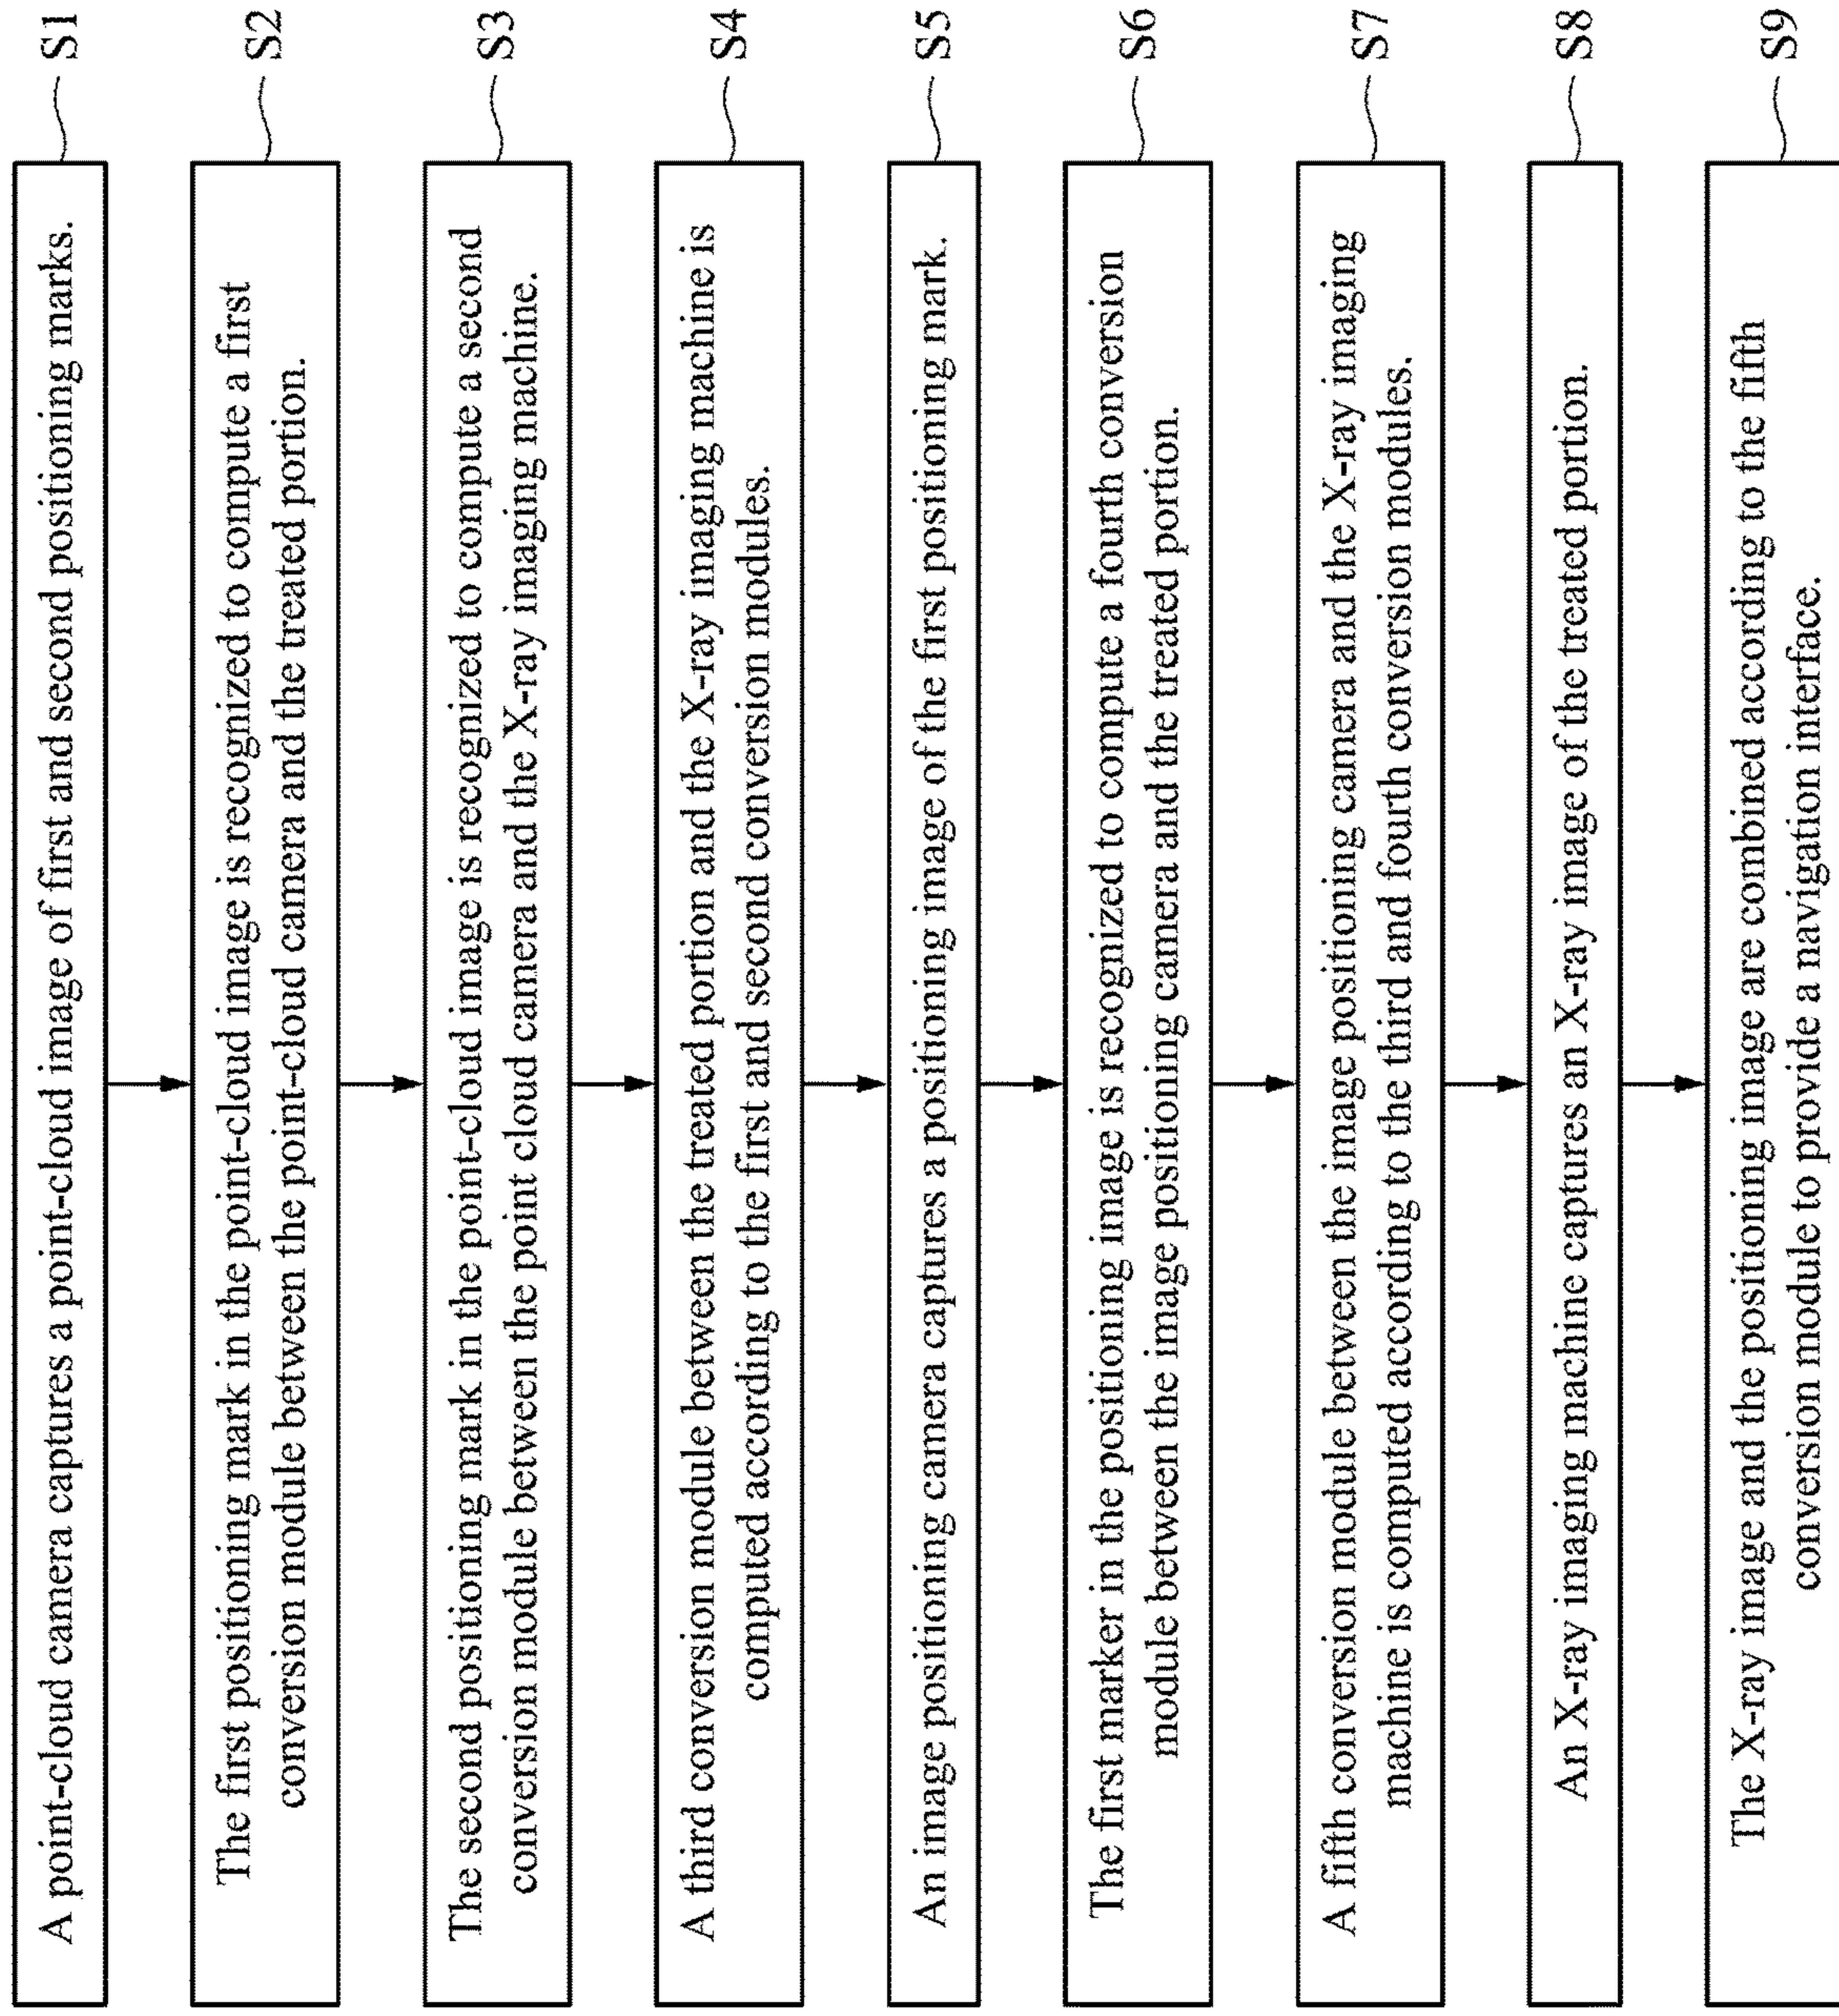 A point-cloud camera captures a point-cloud image of first and second positioning marks.
S1
The first positioning mark in the point-cloud image is recognized to compute a first
conversion module between the point-cloud camera and the treated portion.
S2
The second positioning mark in the point-cloud image is recognized to compute a second
conversion module between the point cloud camera and the X-ray imaging machine.
S3
A third conversion module between the treated portion and the X-ray imaging machine is
computed according to the first and second conversion modules.
S4
An image positioning camera captures a positioning image of the first positioning mark.
S5
The first marker in the positioning image is recognized to compute a fourth conversion
module between the image positioning camera and the treated portion.
S6
A fifth conversion module between the image positioning camera and the X-ray imaging
machine is computed according to the third and fourth conversion modules.
S7
An X-ray imaging machine captures an X-ray image of the treated portion.
S8
The X-ray image and the positioning image are combined according to the fifth
conversion module to provide a navigation interface.
S9